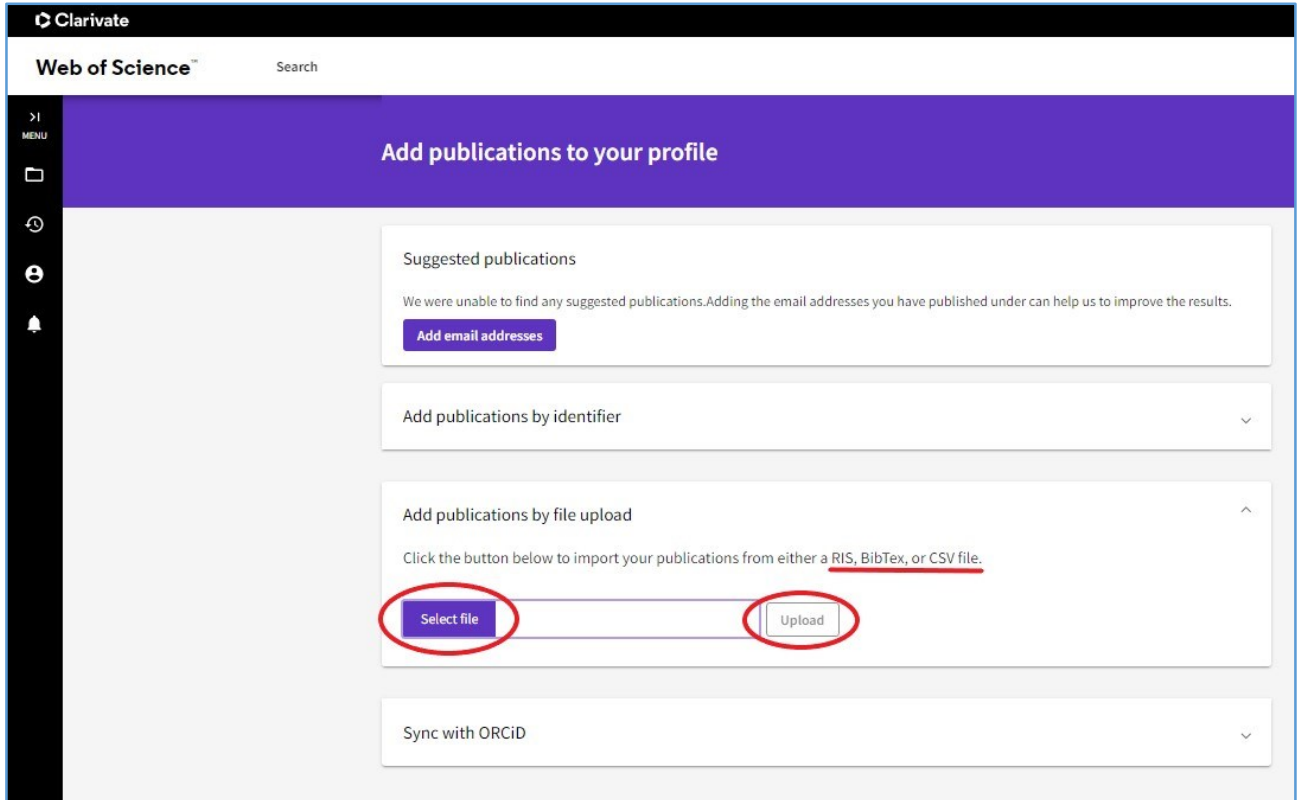 Clarivate
Web of Science™
Search
MENU
Add publications to your profile
Suggested publications
We were unable to find any suggested publications.Adding the email addresses you have published under can help us to improve the results.
Add email addresses
Add publications by identifier
Add publications by file upload
Click the button below to import your publications from either a RIS, BibTex, or CSV file.
Select file
Upload
Sync with ORCiD